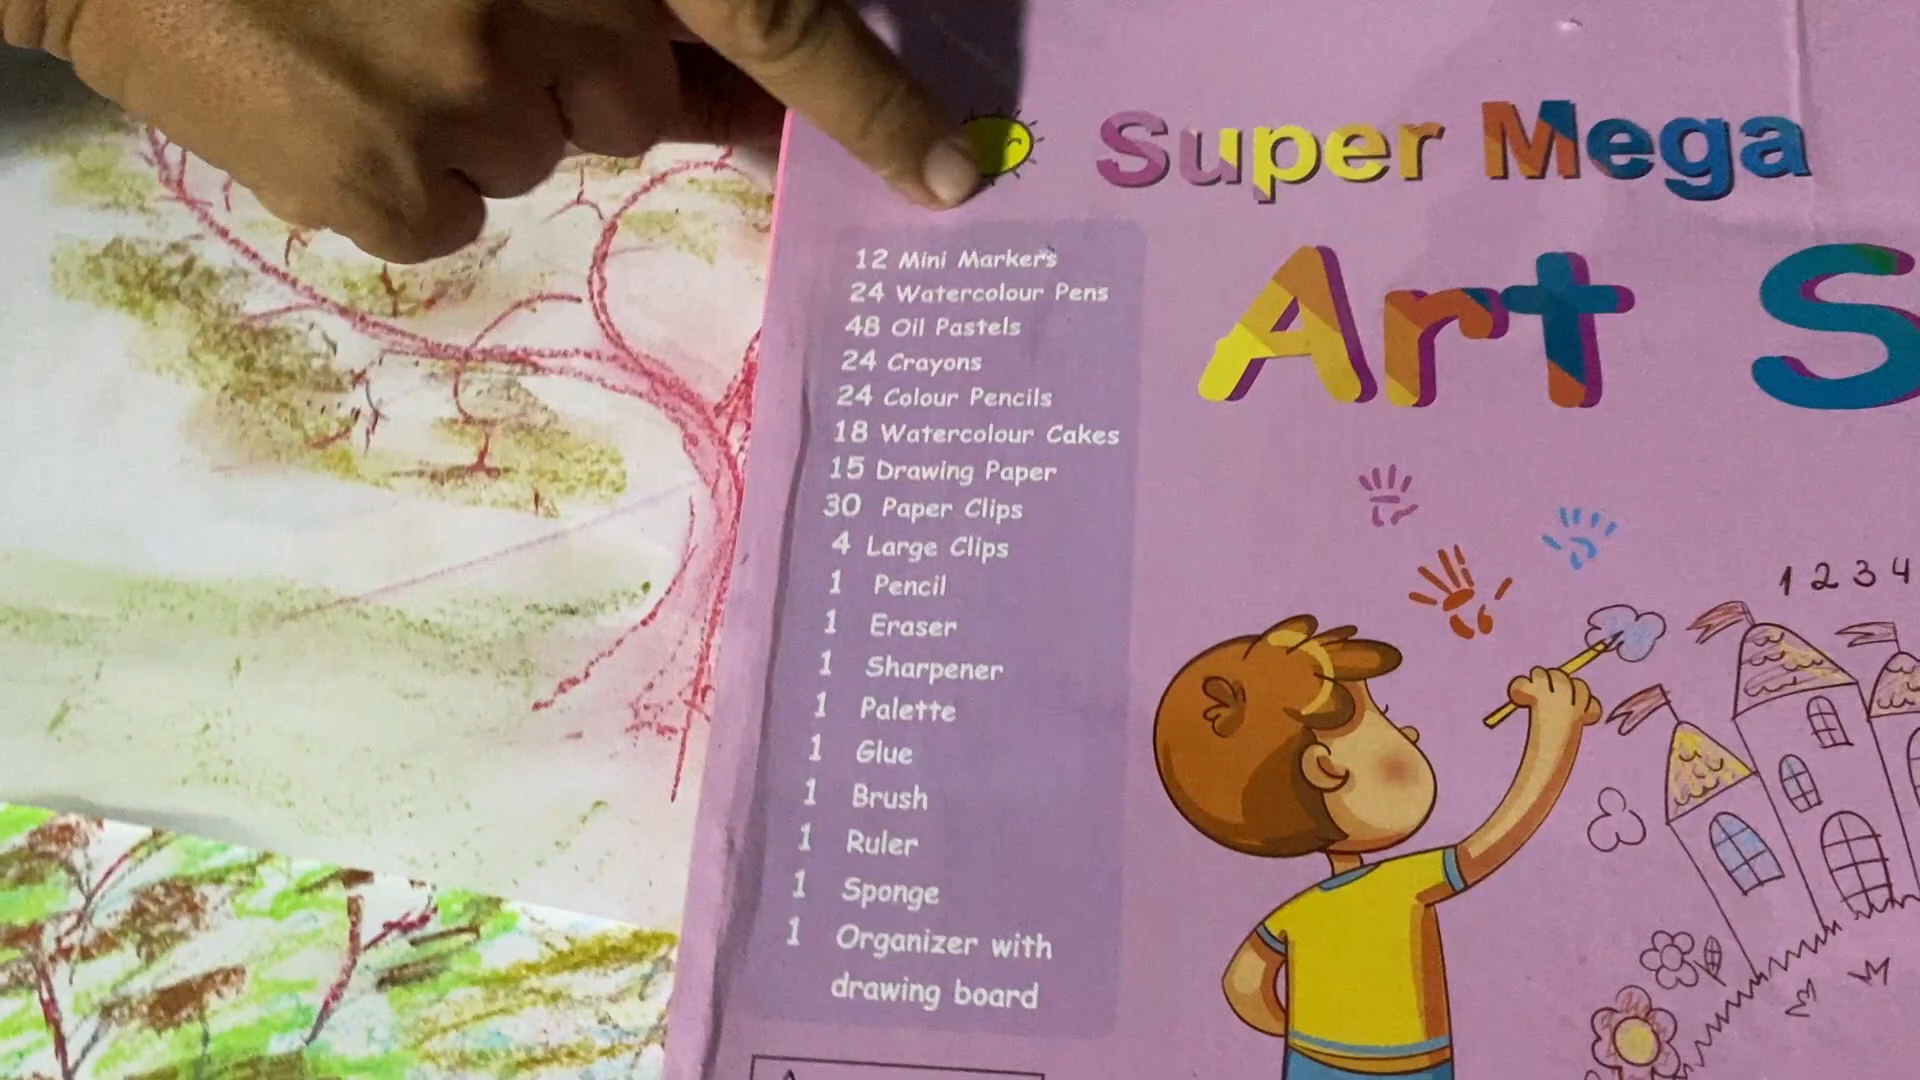 Super Mega
Art S
12 Mini Markers
24 Watercolour Pens
48 Oil Pastels
24 Crayons
24 Colour Pencils
18 Watercolour Cakes
15 Drawing Paper
30 Paper Clips
4 Large Clips
1 Pencil
1 Eraser
1 Sharpener
1 Palette
1 Glue
1 Brush
1 Ruler
1 Sponge
1 Organizer with
drawing board
1 2 3 4